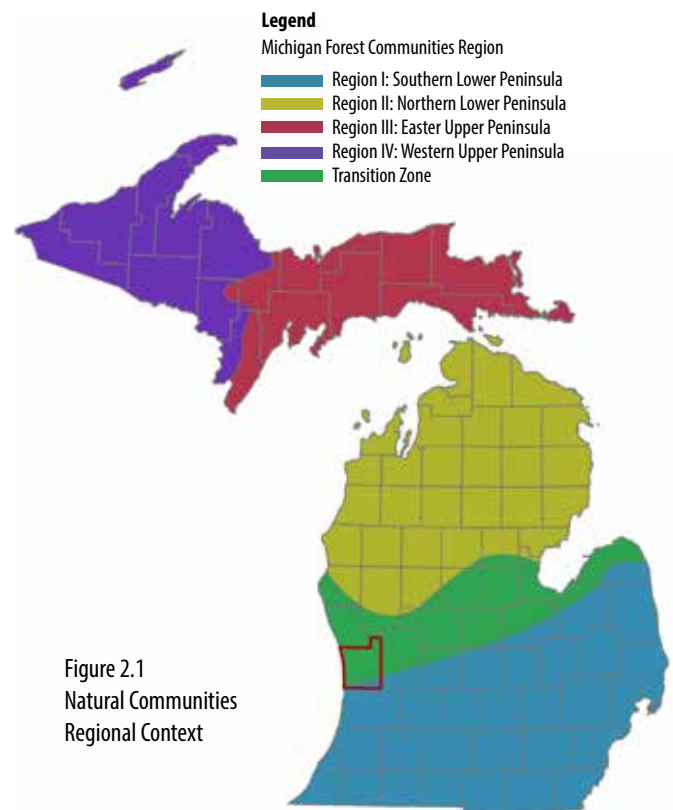 Legend
Michigan Forest Communities Region
Region I: Southern Lower Peninsula
Region II: Northern Lower Peninsula
Region III: Easter Upper Peninsula
Region IV: Western Upper Peninsula
Transition Zone
Figure 2.1
Natural Communities
Regional Context